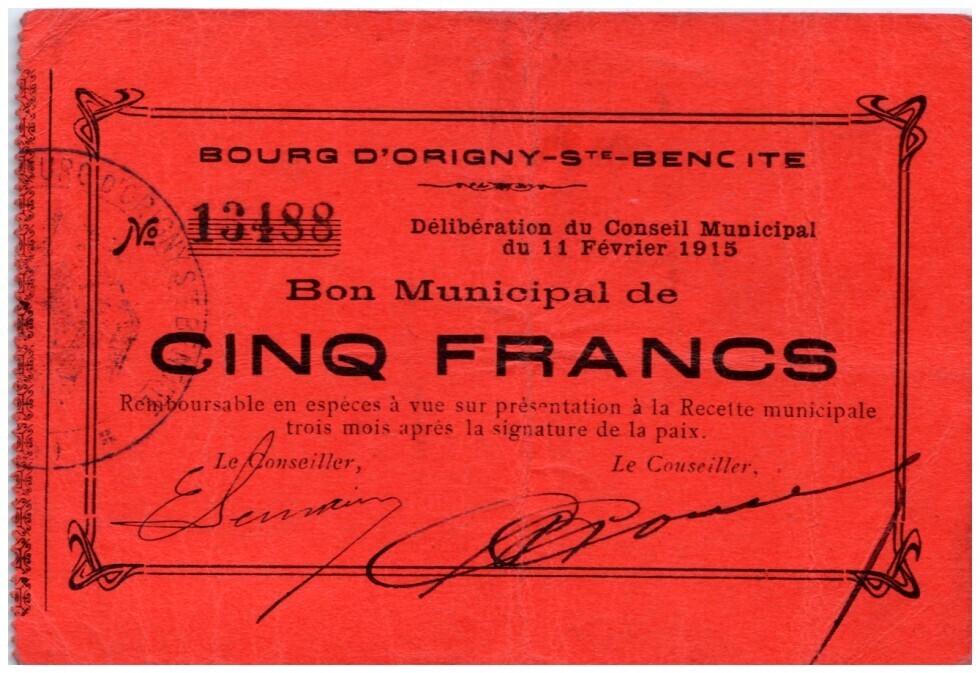 BOURG D'ORIGNY-STE-BENCITE
No 13488
Délibération du Conseil Municipal
du 11 Février 1915
Bon Municipal de
CINQ FRANCS
Remboursable en espèces à vue sur présentation à la Recette municipale
trois mois après la signature de la paix.
Le Conseiller,
Le Couseiller,